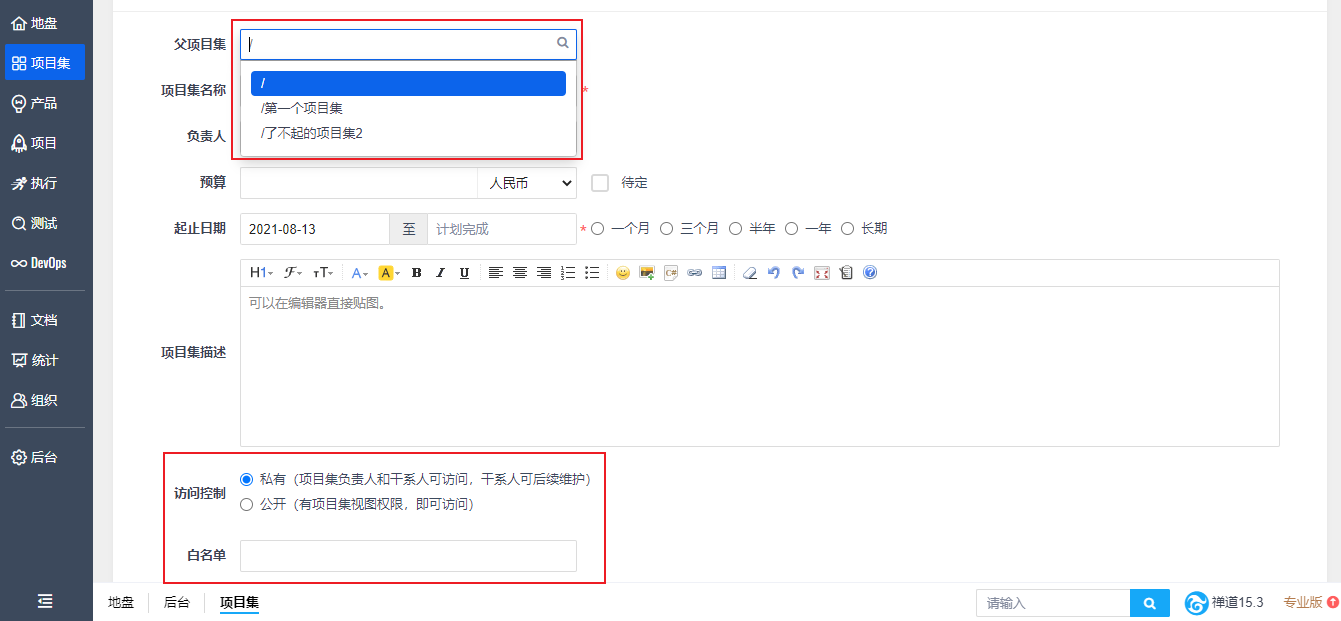 地盘
项目集
产品
项目
执行
测试
DevOps
文档
统计
组织
后台
父项目集
/
/
/第一个项目集
/了不起的项目集2
项目集名称 *
负责人
预算 人民币 待定
起止日期 2021-08-13 至 计划完成 * 一个月 三个月 半年 一年 长期
H1 ℱ тT A A B I U C#
可以在编辑器直接贴图。
项目集描述
访问控制
私有（项目集负责人和干系人可访问，干系人可后续维护）
公开（有项目集视图权限，即可访问）
白名单
地盘 后台 项目集 请输入 禅道15.3 专业版